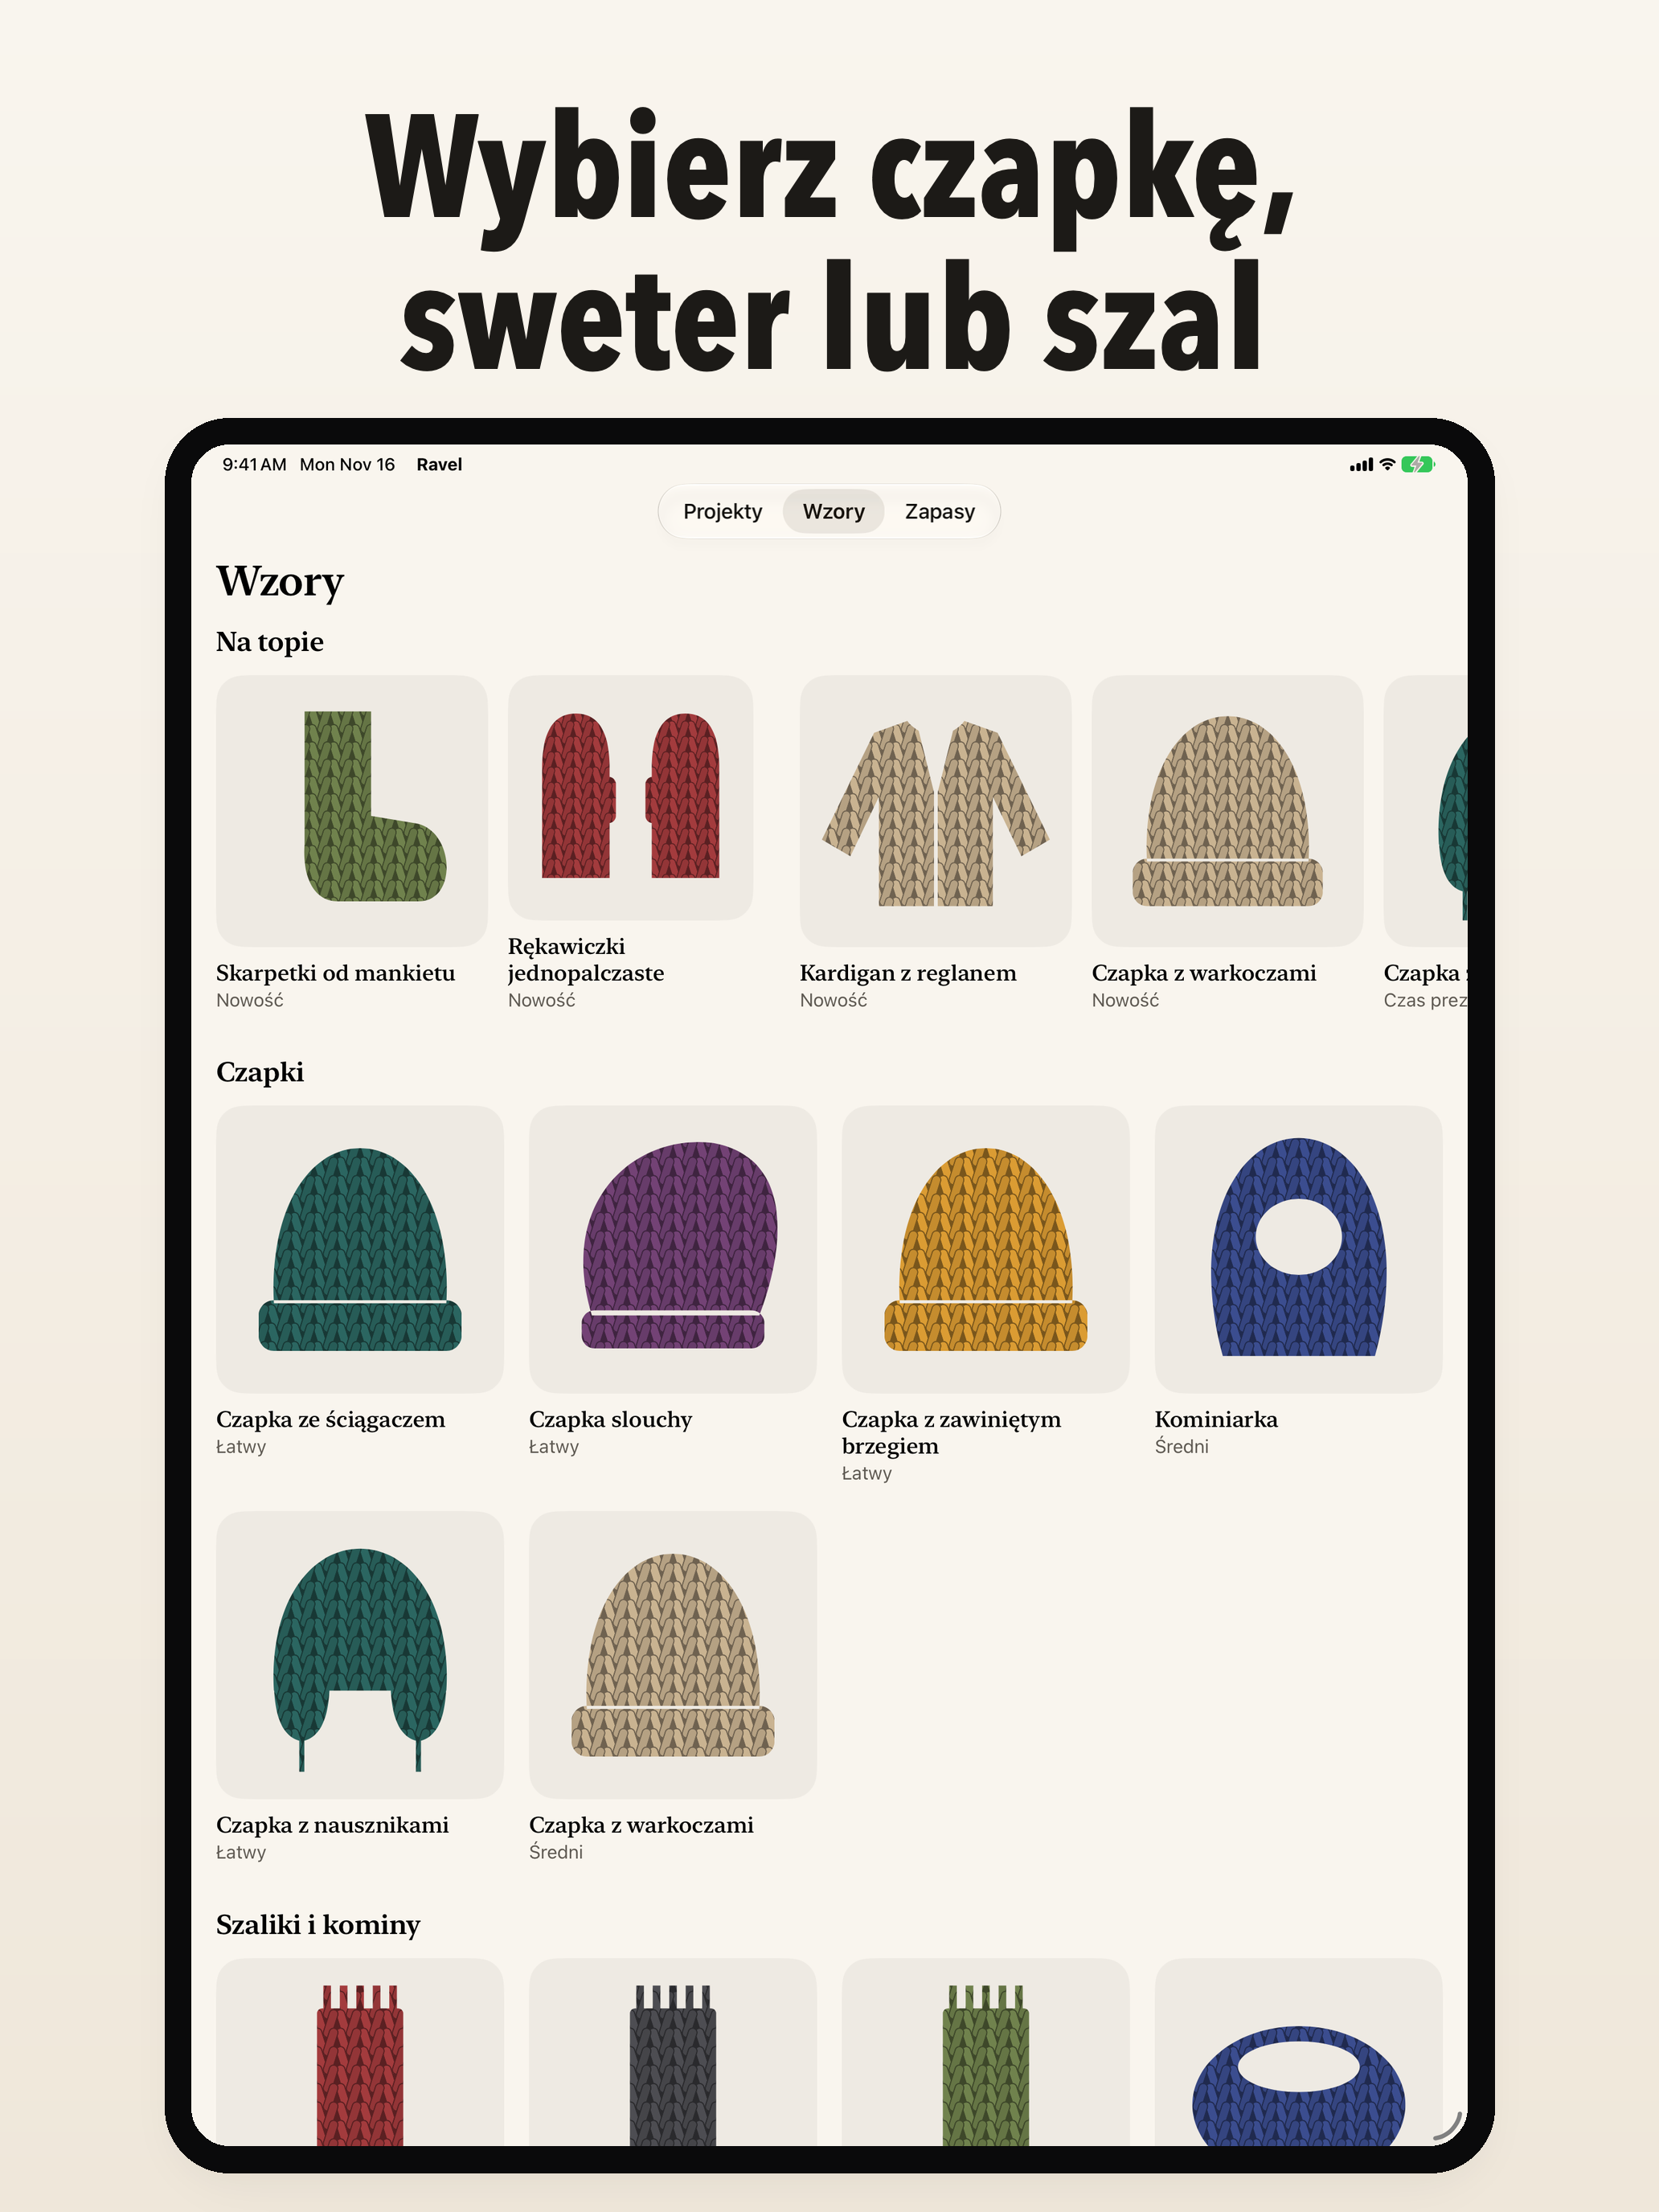 Wybierz czapkę,
sweter lub szal
9:41 AM Mon Nov 16 Ravel
Projekty Wzory Zapasy
Wzory
Na topie
Skarpetki od mankietu
Nowość
Rękawiczki
jednopalczaste
Nowość
Kardigan z reglanem
Nowość
Czapka z warkoczami
Nowość
Czapka
Czas
Czapki
Czapka ze ściągaczem
Łatwy
Czapka slouchy
Łatwy
Czapka z zawiniętym
brzegiem
Łatwy
Kominiarka
Średni
Czapka z nausznikami
Łatwy
Czapka z warkoczami
Średni
Szaliki i kominy